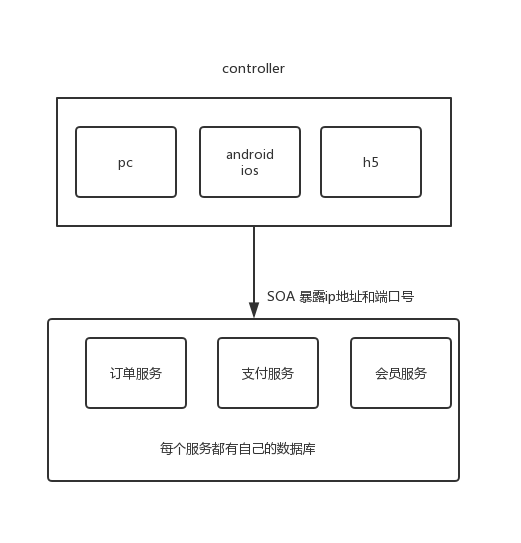 controller
pc
android
ios
h5
SOA 暴露ip地址和端口号
订单服务
支付服务
会员服务
每个服务都有自己的数据库